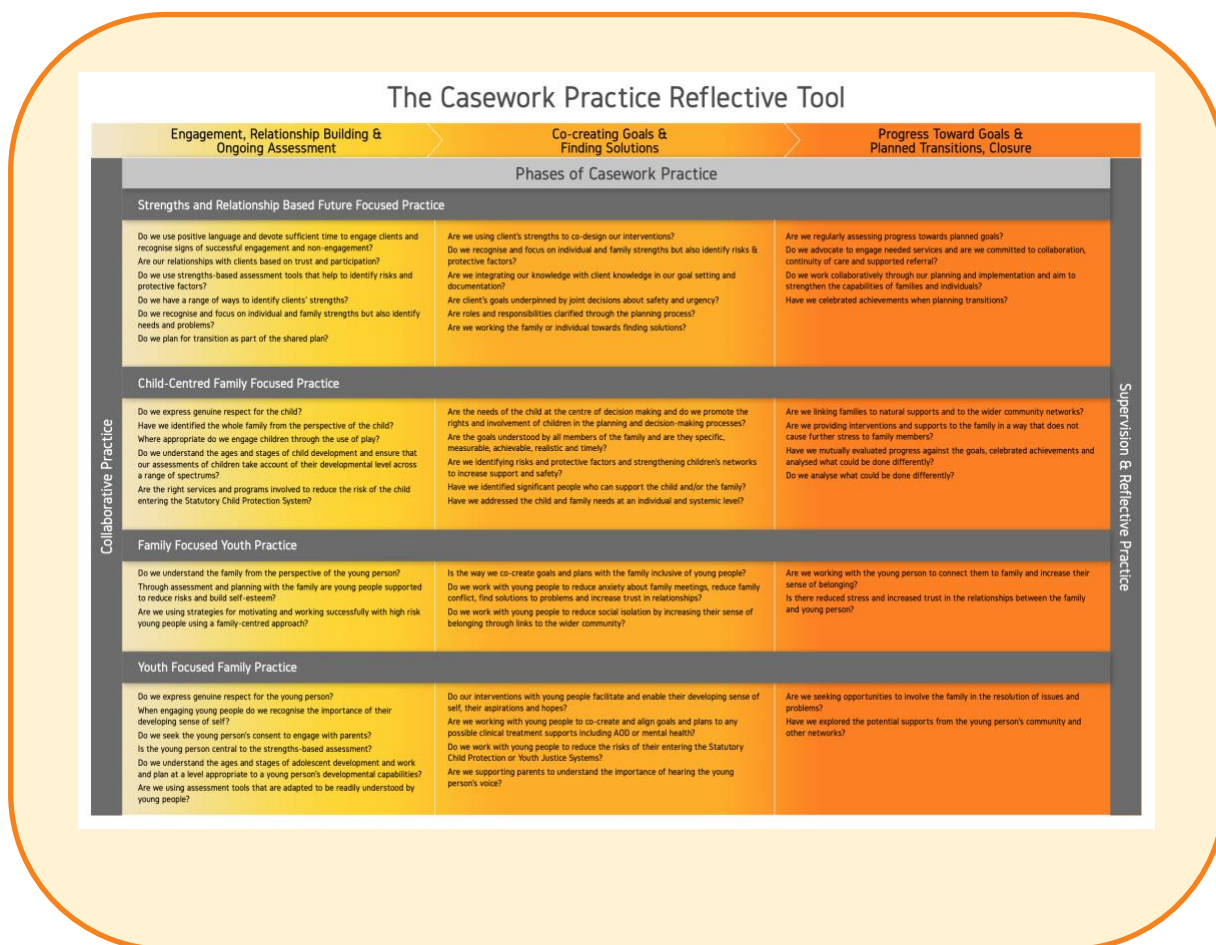 The Casework Practice Reflective Tool
Engagement, Relationship Building &
Ongoing Assessment
Co-creating Goals &
Finding Solutions
Progress Toward Goals &
Planned Transitions, Closure
Phases of Casework Practice
Collaborative Practice
Strengths and Relationship Based Future Focused Practice
Do we use positive language and devote sufficient time to engage clients and
recognise signs of successful engagement and non-engagement?
Are our relationships with clients based on trust and participation?
Do we use strengths-based assessment tools that help to identify risks and
protective factors?
Do we have a range of ways to identify clients' strengths?
Do we recognise and focus on individual and family strengths but also identify
needs and problems?
Do we plan for transition as part of the shared plan?
Are we using client's strengths to co-design our interventions?
Do we recognise and focus on individual and family strengths but also identify risks &
protective factors?
Are we integrating our knowledge with client knowledge in our goal setting and
documentation?
Are client's goals underpinned by joint decisions about safety and urgency?
Are roles and responsibilities clarified through the planning process?
Are we working the family or individual towards finding solutions?
Are we regularly assessing progress towards planned goals?
Do we advocate to engage needed services and are we committed to collaboration,
continuity of care and supported referral?
Do we work collaboratively through our planning and implementation and aim to
strengthen the capabilities of families and individuals?
Have we celebrated achievements when planning transitions?
Child-Centred Family Focused Practice
Do we express genuine respect for the child?
Have we identified the whole family from the perspective of the child?
Where appropriate do we engage children through the use of play?
Do we understand the ages and stages of child development and ensure that
our assessments of children take account of their developmental level across
a range of spectrums?
Are the right services and programs involved to reduce the risk of the child
entering the Statutory Child Protection System?
Are the needs of the child at the centre of decision making and do we promote the
rights and involvement of children in the planning and decision-making processes?
Are the goals understood by all members of the family and are they specific,
measurable, achievable, realistic and timely?
Are we identifying risks and protective factors and strengthening children's networks
to increase support and safety?
Have we identified significant people who can support the child and/or the family?
Have we addressed the child and family needs at an individual and systemic level?
Are we linking families to natural supports and to the wider community networks?
Are we providing interventions and supports to the family in a way that does not
cause further stress to family members?
Have we mutually evaluated progress against the goals, celebrated achievements and
analysed what could be done differently?
Do we analyse what could be done differently?
Family Focused Youth Practice
Do we understand the family from the perspective of the young person?
Through assessment and planning with the family are young people supported
to reduce risks and build self-esteem?
Are we using strategies for motivating and working successfully with high risk
young people using a family-centred approach?
Is the way we co-create goals and plans with the family inclusive of young people?
Do we work with young people to reduce anxiety about family meetings, reduce family
conflict, find solutions to problems and increase trust in relationships?
Do we work with young people to reduce social isolation by increasing their sense of
belonging through links to the wider community?
Are we working with the young person to connect them to family and increase their
sense of belonging?
Is there reduced stress and increased trust in the relationships between the family
and young person?
Youth Focused Family Practice
Do we express genuine respect for the young person?
When engaging young people do we recognise the importance of their
developing sense of self?
Do we seek the young person's consent to engage with parents?
Is the young person central to the strengths-based assessment?
Do we understand the ages and stages of adolescent development and work
and plan at a level appropriate to a young person's developmental capabilities?
Are we using assessment tools that are adapted to be readily understood by
young people?
Do our interventions with young people facilitate and enable their developing sense of
self, their aspirations and hopes?
Are we working with young people to co-create and align goals and plans to any
possible clinical treatment supports including AOD or mental health?
Do we work with young people to reduce the risks of their entering the Statutory
Child Protection or Youth Justice Systems?
Are we supporting parents to understand the importance of hearing the young
person's voice?
Are we seeking opportunities to involve the family in the resolution of issues and
problems?
Have we explored the potential supports from the young person's community and
other networks?
Supervision & Reflective Practice